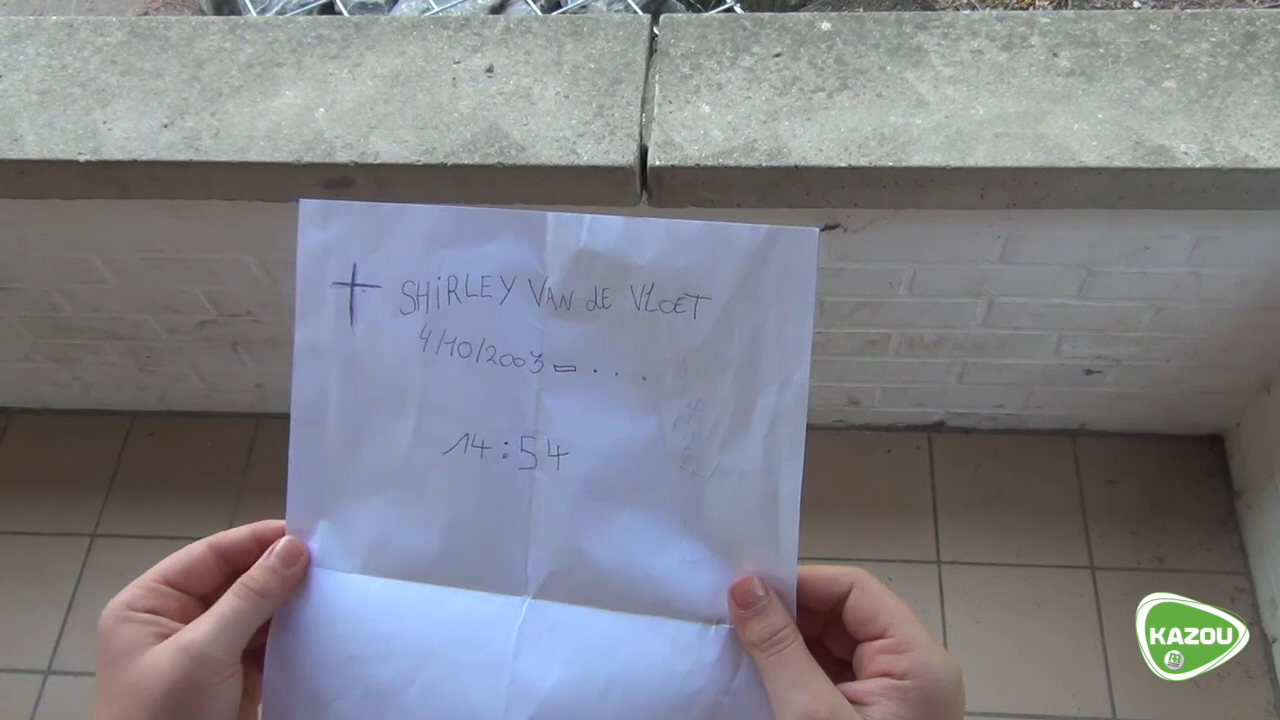 SHiRLEY VAN dE VLOET
4/10/2003 - . . .
14:54
KAZOU